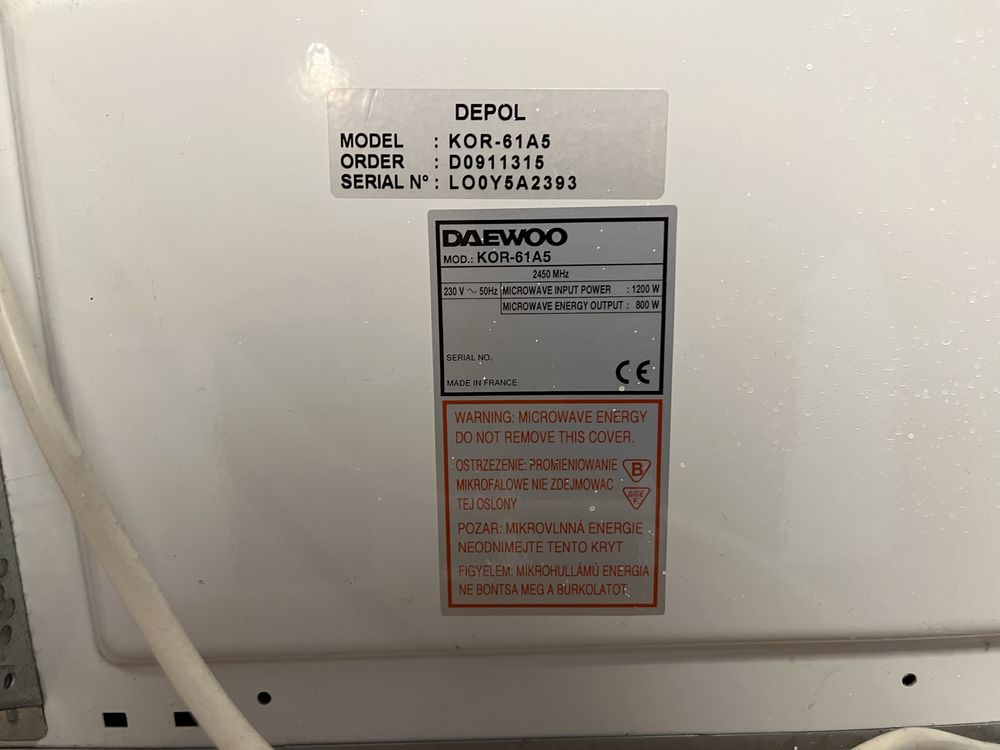 DEPOL
MODEL : KOR-61A5
ORDER : D0911315
SERIAL N° : LO0Y5A2393
DAEWOO
MOD.: KOR-61A5
2450 MHz
230 V ~ 50Hz MICROWAVE INPUT POWER : 1200 W
MICROWAVE ENERGY OUTPUT : 800 W
SERIAL NO.
MADE IN FRANCE CE
WARNING: MICROWAVE ENERGY
DO NOT REMOVE THIS COVER.
OSTRZEZENIE: PROMIENIOWANIE B
MIKROFALOWE NIE ZDEJMOWAC
TEJ OSLONY
POZAR: MIKROVLNNÁ ENERGIE
NEODNIMEJTE TENTO KRYT
FIGYELEM: MIKROHULLÁMÚ ENERGIA
NE BONTSA MEG A BURKOLATOT.